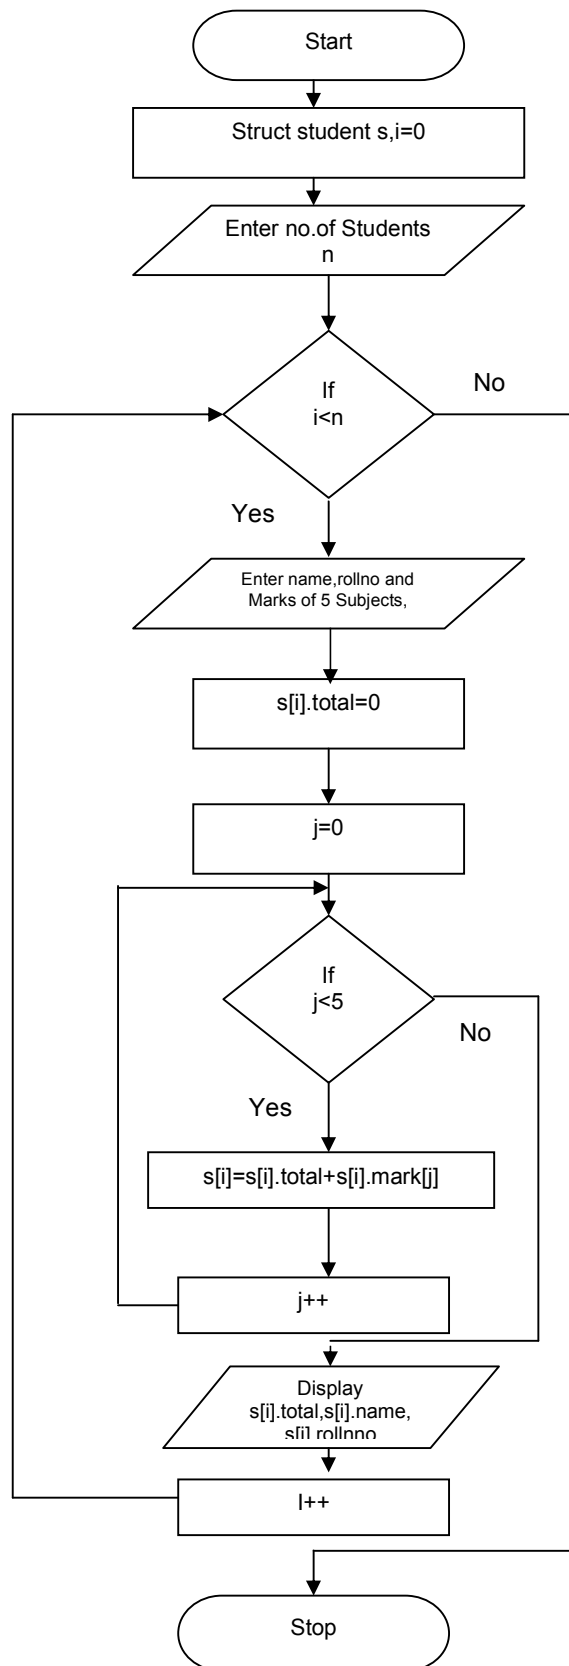 Start
Struct student s,i=0
Enter no.of Students
n
If
i<n
No
Yes
Enter name,rollno and
Marks of 5 Subjects,
s[i].total=0
j=0
If
j<5
No
Yes
s[i]=s[i].total+s[i].mark[j]
j++
Display
s[i].total,s[i].name,
s[i].rollnno
I++
Stop